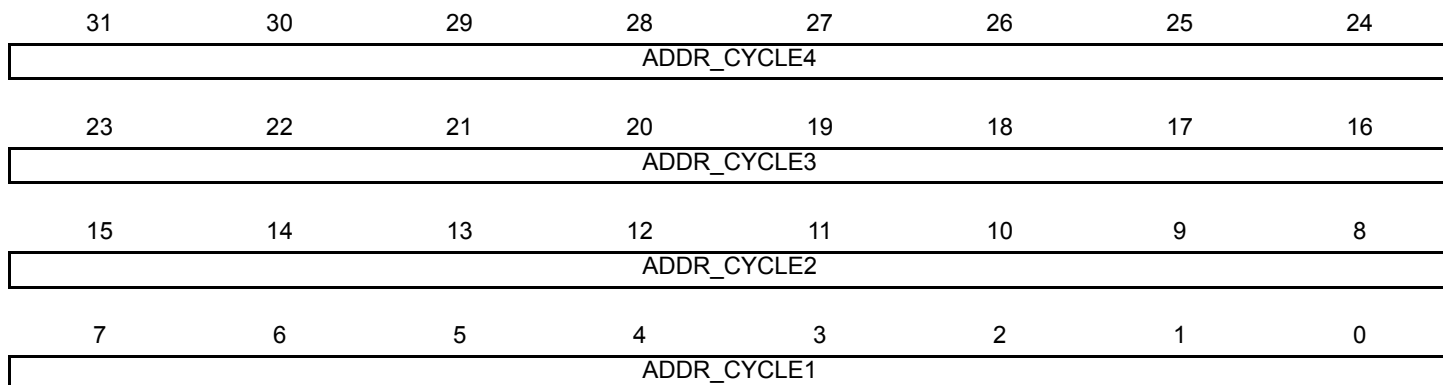 31 30 29 28 27 26 25 24
ADDR_CYCLE4
23 22 21 20 19 18 17 16
ADDR_CYCLE3
15 14 13 12 11 10 9 8
ADDR_CYCLE2
7 6 5 4 3 2 1 0
ADDR_CYCLE1